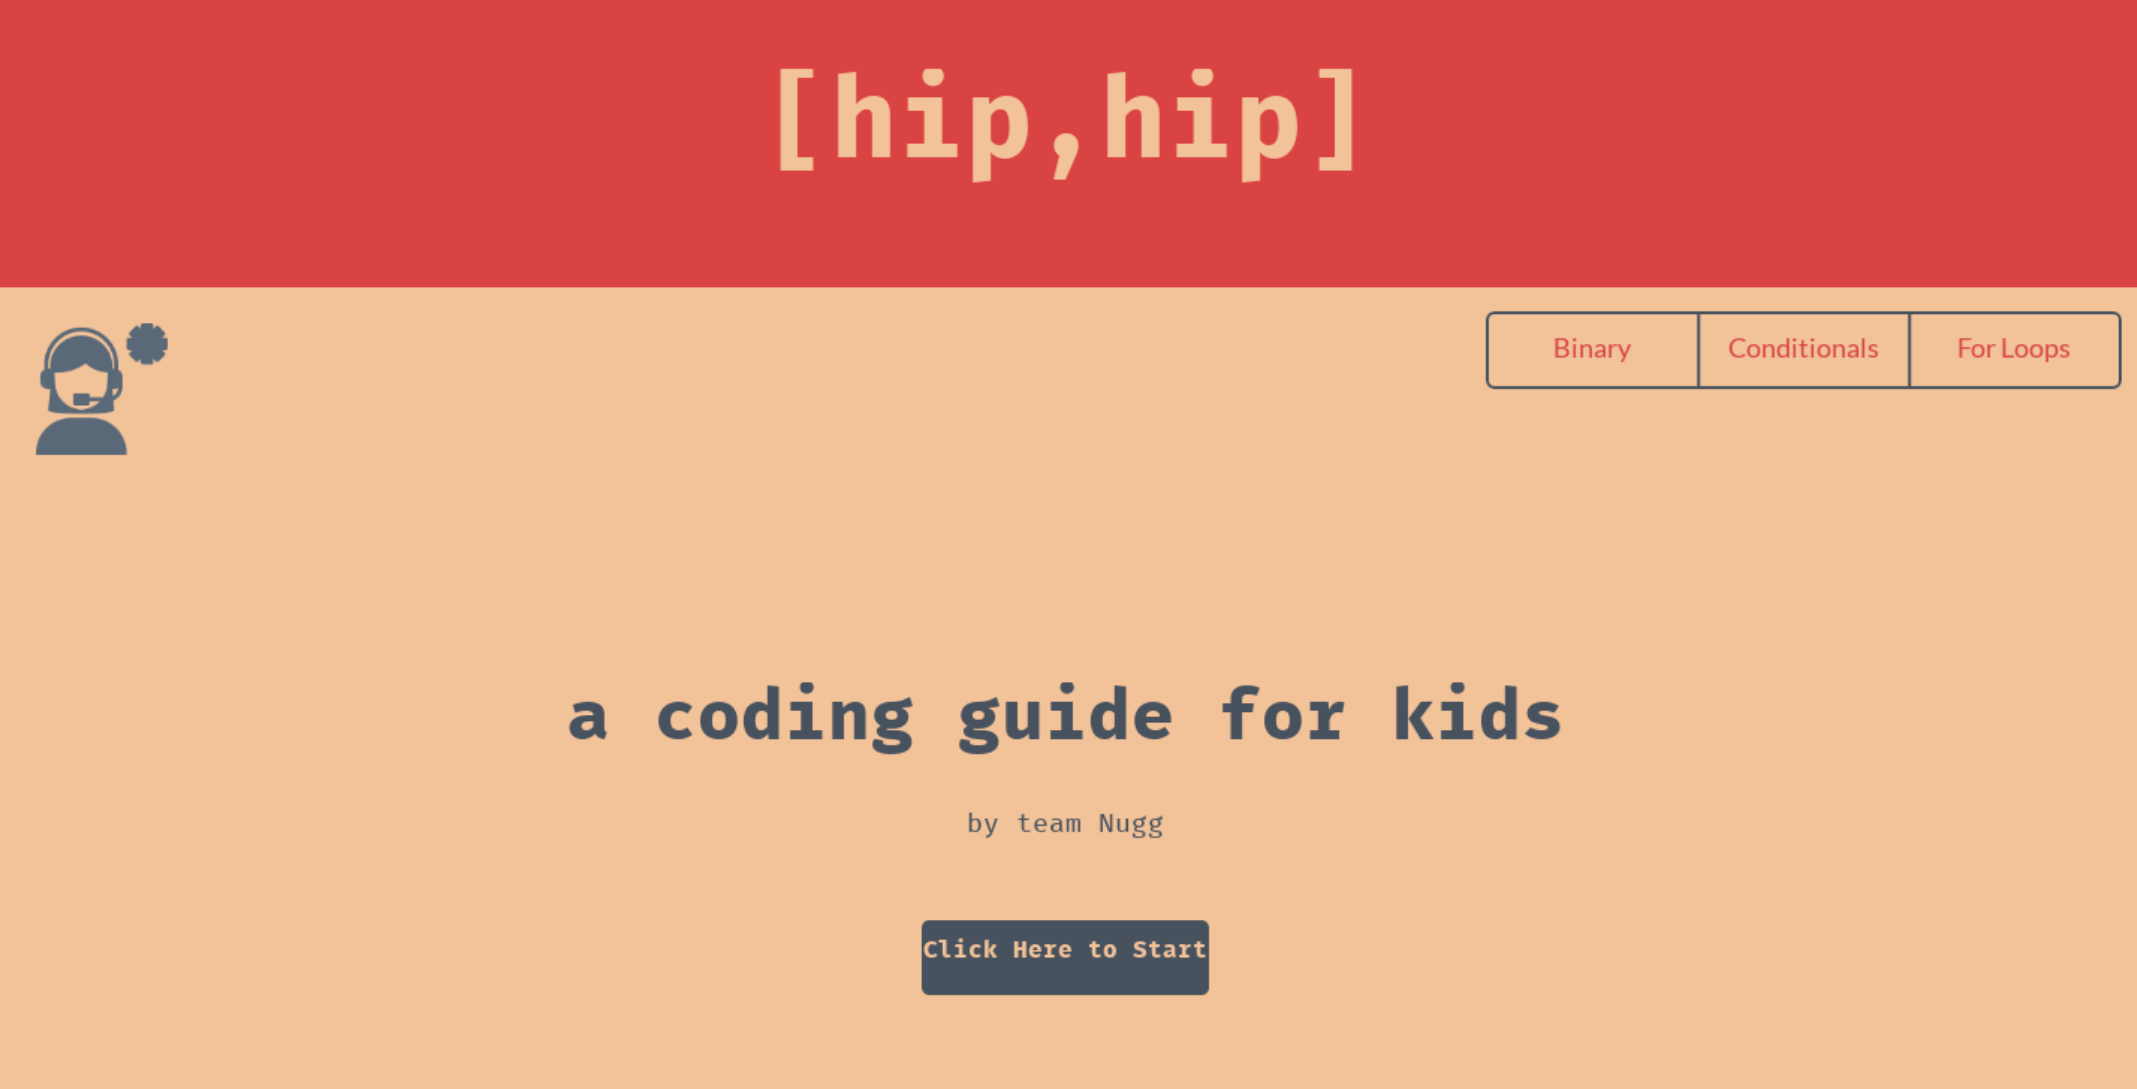 [hip,hip]
Binary Conditionals For Loops
a coding guide for kids
by team Nugg
Click Here to Start